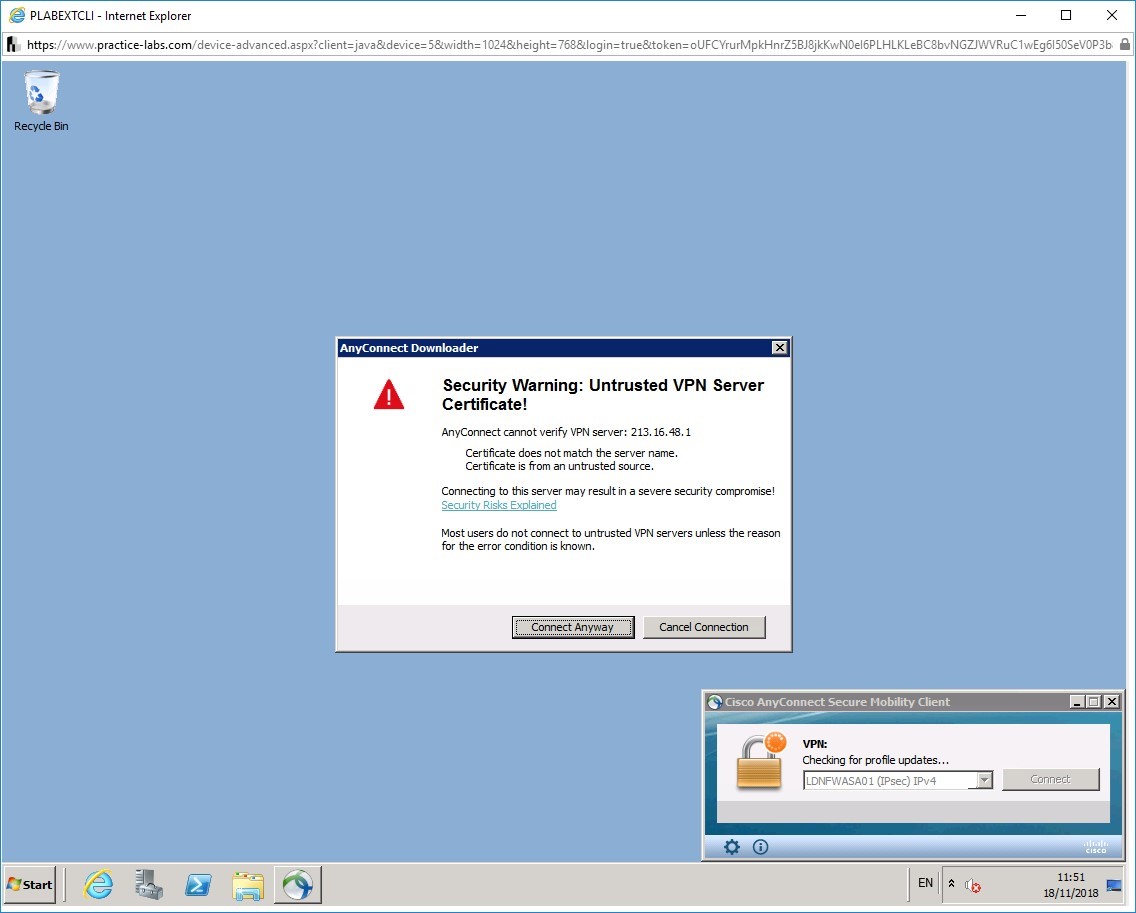 PLABEXTCLI - Internet Explorer
https://www.practice-labs.com/device-advanced.aspx?client=java&device=5&width=1024&height=768&login=true&token=oUFCYrurMpkHnrZ5BJ8jkKwN0eI6PLHLKLeBC8bvNGZJWVRuC1wEg6I50SeV0P3b
Recycle Bin
AnyConnect Downloader
Security Warning: Untrusted VPN Server
Certificate!
AnyConnect cannot verify VPN server: 213.16.48.1
Certificate does not match the server name.
Certificate is from an untrusted source.
Connecting to this server may result in a severe security compromise!
Security Risks Explained
Most users do not connect to untrusted VPN servers unless the reason
for the error condition is known.
Connect Anyway
Cancel Connection
Cisco AnyConnect Secure Mobility Client
VPN:
Checking for profile updates...
LDNFWASA01 (IPsec) IPv4
Connect
CISCO
Start
EN
11:51
18/11/2018